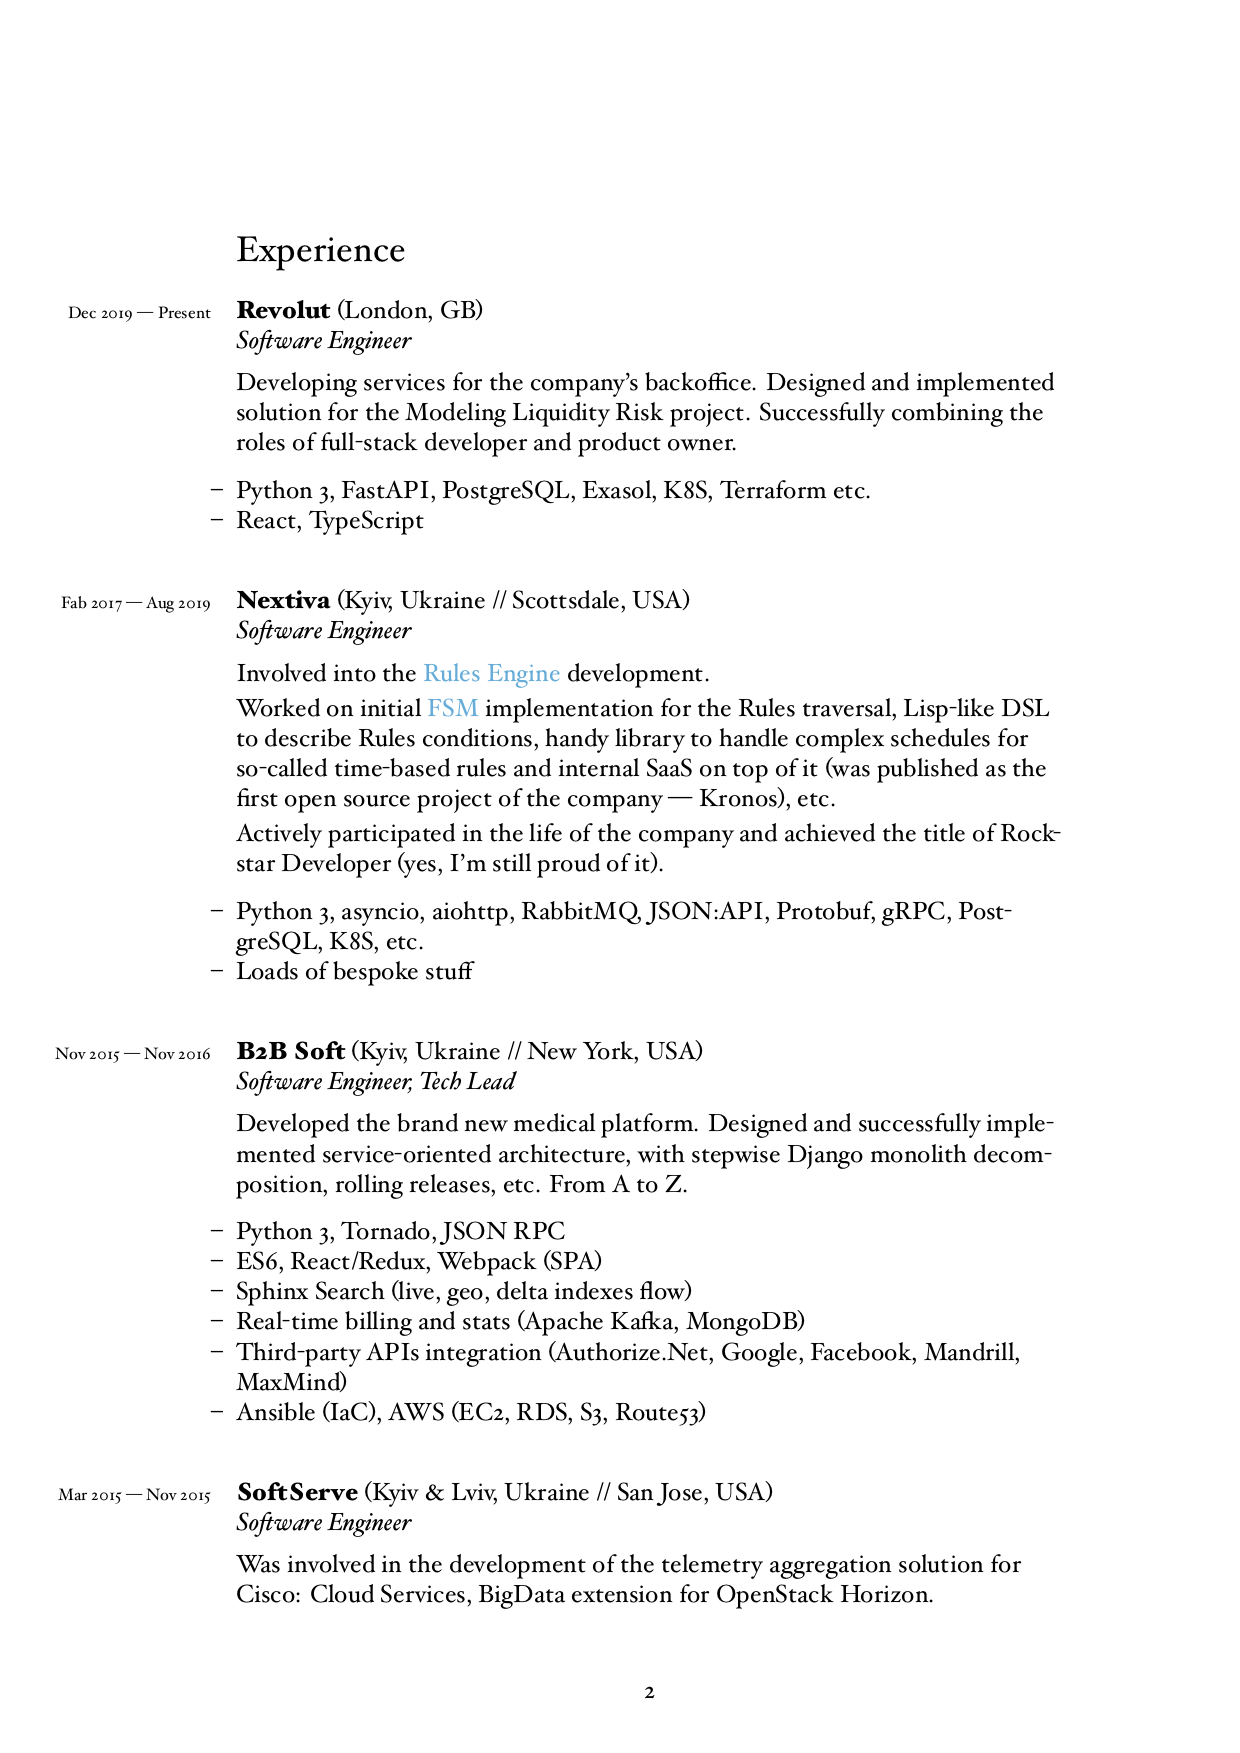 Experience
Dec 2019 — Present Revolut (London, GB)
Software Engineer
Developing services for the company’s backoffice. Designed and implemented
solution for the Modeling Liquidity Risk project. Successfully combining the
roles of full-stack developer and product owner.
– Python 3, FastAPI, PostgreSQL, Exasol, K8S, Terraform etc.
– React, TypeScript
Fab 2017 — Aug 2019 Nextiva (Kyiv, Ukraine // Scottsdale, USA)
Software Engineer
Involved into the Rules Engine development.
Worked on initial FSM implementation for the Rules traversal, Lisp-like DSL
to describe Rules conditions, handy library to handle complex schedules for
so-called time-based rules and internal SaaS on top of it (was published as the
first open source project of the company — Kronos), etc.
Actively participated in the life of the company and achieved the title of Rock-
star Developer (yes, I’m still proud of it).
– Python 3, asyncio, aiohttp, RabbitMQ, JSON:API, Protobuf, gRPC, Post-
greSQL, K8S, etc.
– Loads of bespoke stuff
Nov 2015 — Nov 2016 B2B Soft (Kyiv, Ukraine // New York, USA)
Software Engineer, Tech Lead
Developed the brand new medical platform. Designed and successfully imple-
mented service-oriented architecture, with stepwise Django monolith decom-
position, rolling releases, etc. From A to Z.
– Python 3, Tornado, JSON RPC
– ES6, React/Redux, Webpack (SPA)
– Sphinx Search (live, geo, delta indexes flow)
– Real-time billing and stats (Apache Kafka, MongoDB)
– Third-party APIs integration (Authorize.Net, Google, Facebook, Mandrill,
MaxMind)
– Ansible (IaC), AWS (EC2, RDS, S3, Route53)
Mar 2015 — Nov 2015 SoftServe (Kyiv & Lviv, Ukraine // San Jose, USA)
Software Engineer
Was involved in the development of the telemetry aggregation solution for
Cisco: Cloud Services, BigData extension for OpenStack Horizon.
2